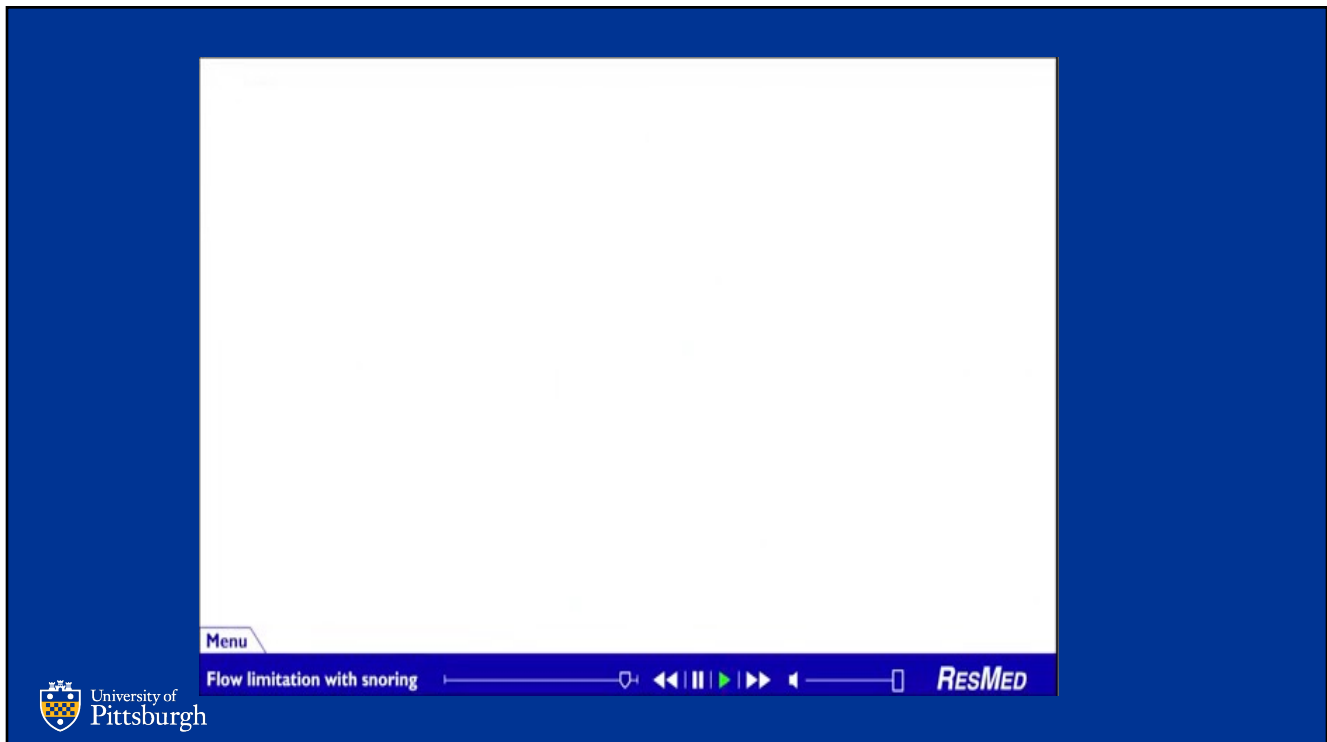 Menu
Flow limitation with snoring
RESMED
University of
Pittsburgh